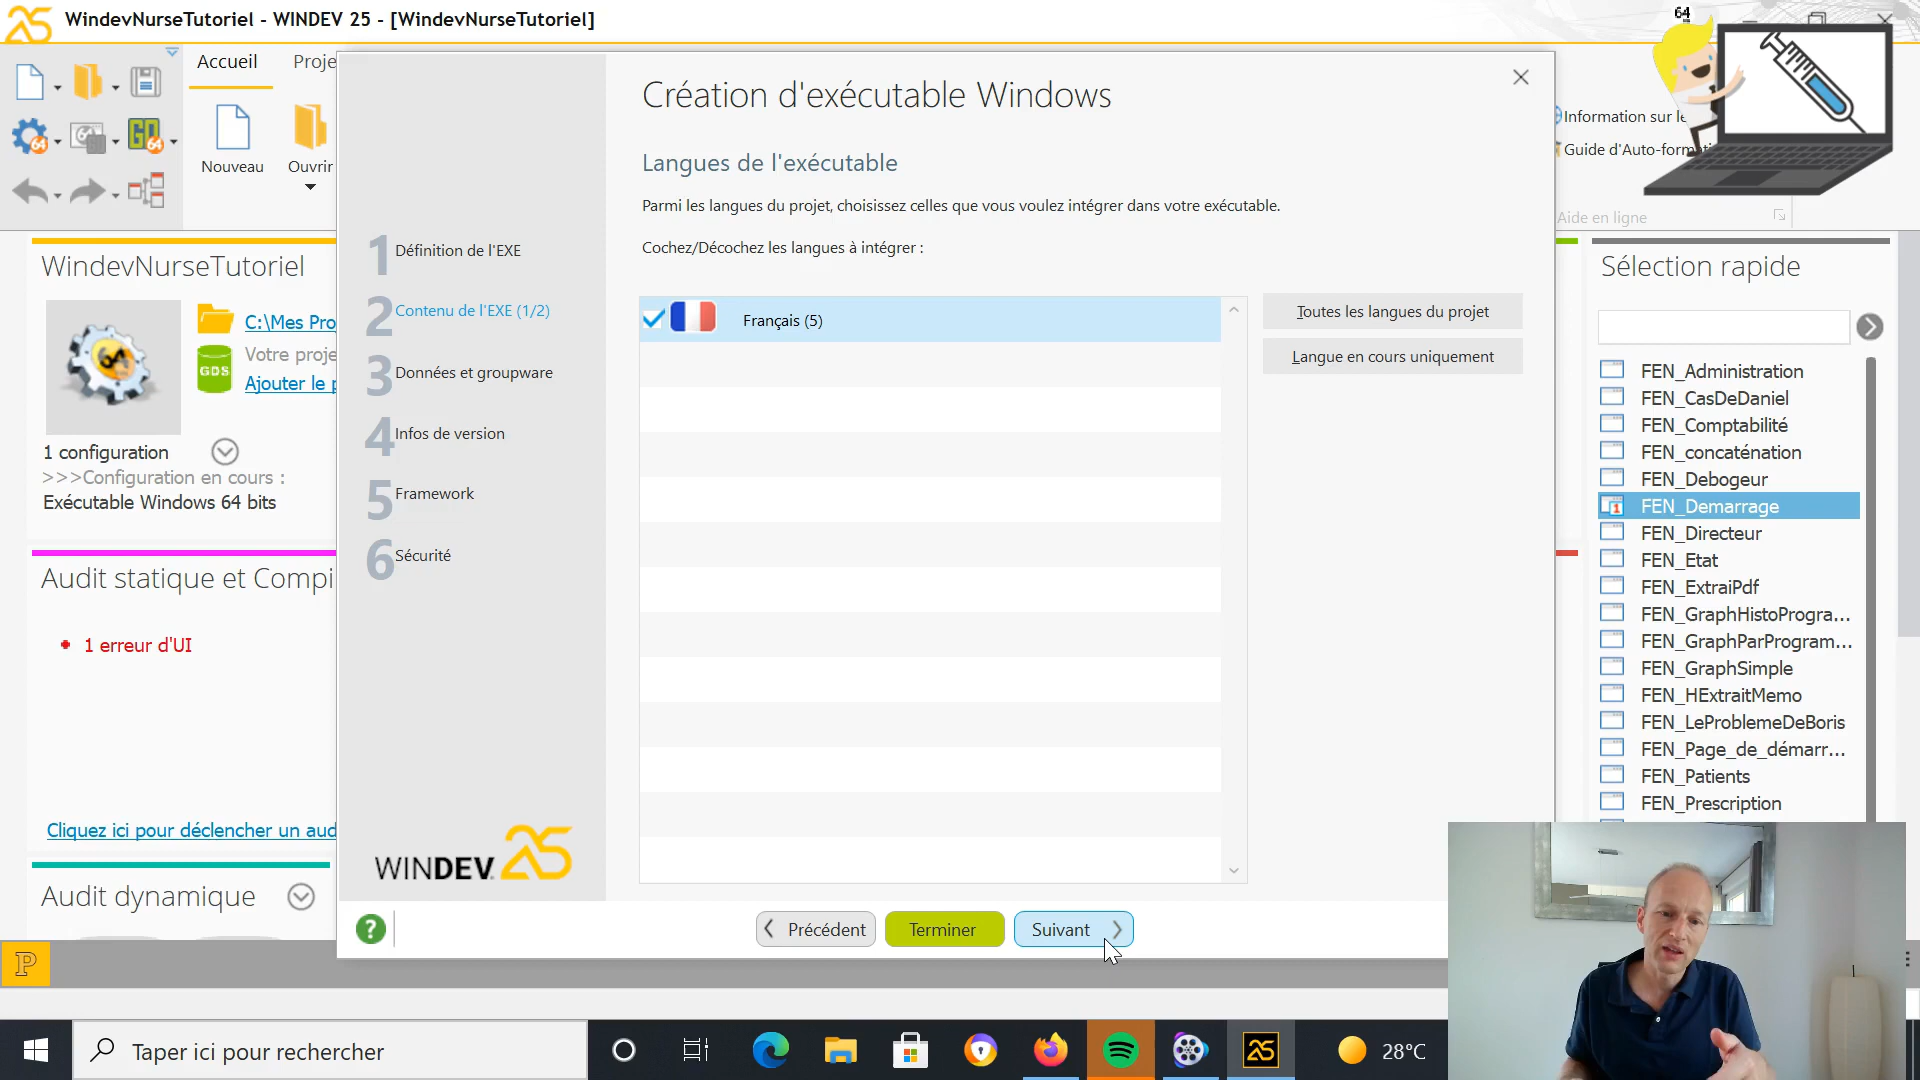 WindevNurseTutoriel - WINDEV 25 - [WindevNurseTutoriel]
64
Accueil
Proje
Nouveau
Ouvrir
Information sur le
Guide d'Auto-formati
Aide en ligne
WindevNurseTutoriel
C:\Mes Pro
Votre proje
GDS
Ajouter le p
1 configuration
>>>Configuration en cours :
Exécutable Windows 64 bits
Audit statique et Compi
1 erreur d'UI
Cliquez ici pour déclencher un aud
Audit dynamique
Création d'exécutable Windows
Langues de l'exécutable
Parmi les langues du projet, choisissez celles que vous voulez intégrer dans votre exécutable.
Cochez/Décochez les langues à intégrer :
1 Définition de l'EXE
2 Contenu de l'EXE (1/2)
3 Données et groupware
4 Infos de version
5 Framework
6 Sécurité
WINDEV 25
Français (5)
Toutes les langues du projet
Langue en cours uniquement
?
Précédent
Terminer
Suivant
Sélection rapide
FEN_Administration
FEN_CasDeDaniel
FEN_Comptabilité
FEN_concaténation
FEN_Debogeur
FEN_Demarrage
FEN_Directeur
FEN_Etat
FEN_ExtraiPdf
FEN_GraphHistoProgra...
FEN_GraphParProgram...
FEN_GraphSimple
FEN_HExtraitMemo
FEN_LeProblemeDeBoris
FEN_Page_de_démarr...
FEN_Patients
FEN_Prescription
P
Taper ici pour rechercher
25
28°C